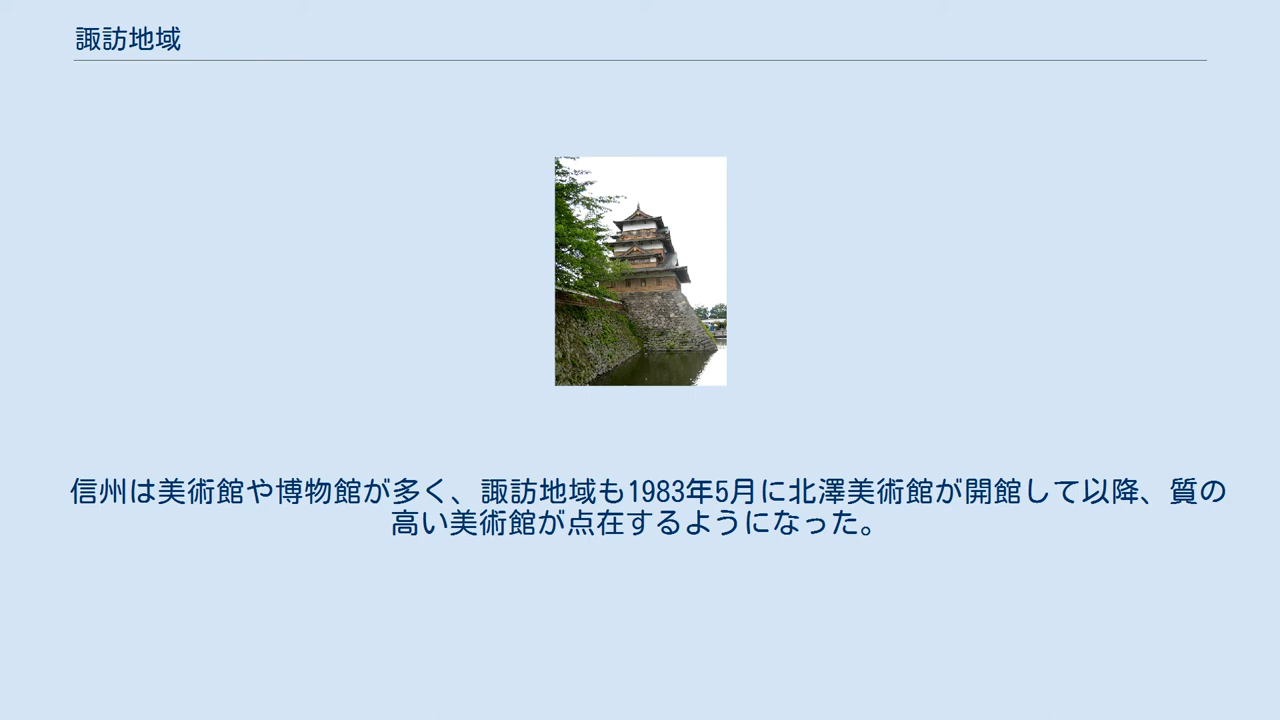 諏訪地域
信州は美術館や博物館が多く、諏訪地域も1983年5月に北澤美術館が開館して以降、質の
高い美術館が点在するようになった。